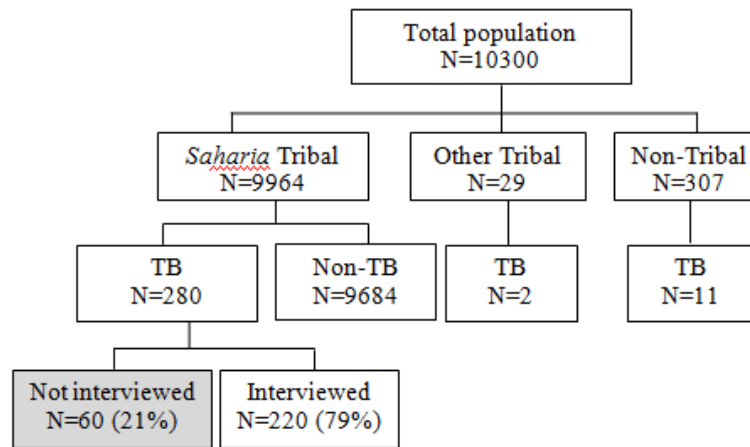 Total population
N=10300
Saharia Tribal
N=9964
Other Tribal
N=29
Non-Tribal
N=307
TB
N=280
Non-TB
N=9684
TB
N=2
TB
N=11
Not interviewed
N=60 (21%)
Interviewed
N=220 (79%)